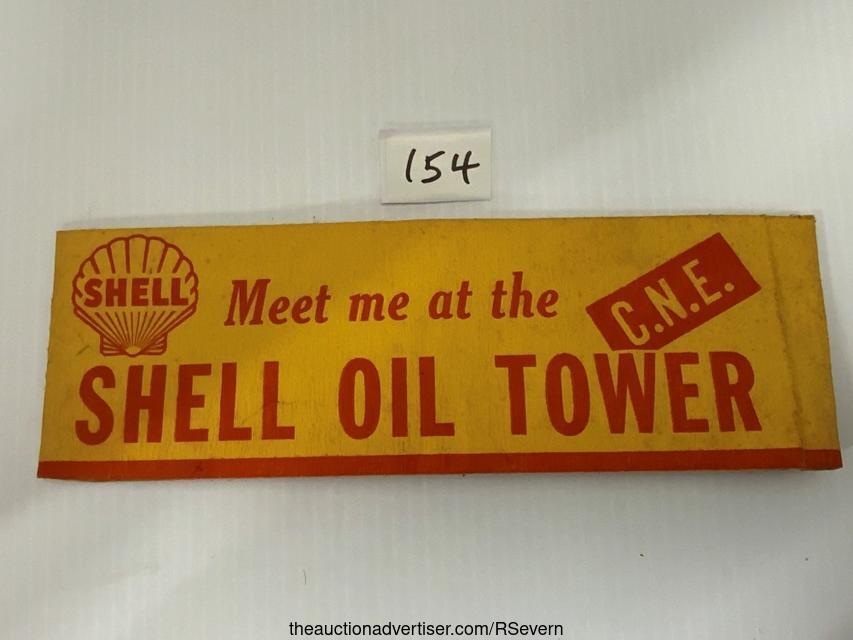 154
SHELL
Meet me at the
C.N.E.
SHELL OIL TOWER
theauctionadvertiser.com/RSevern